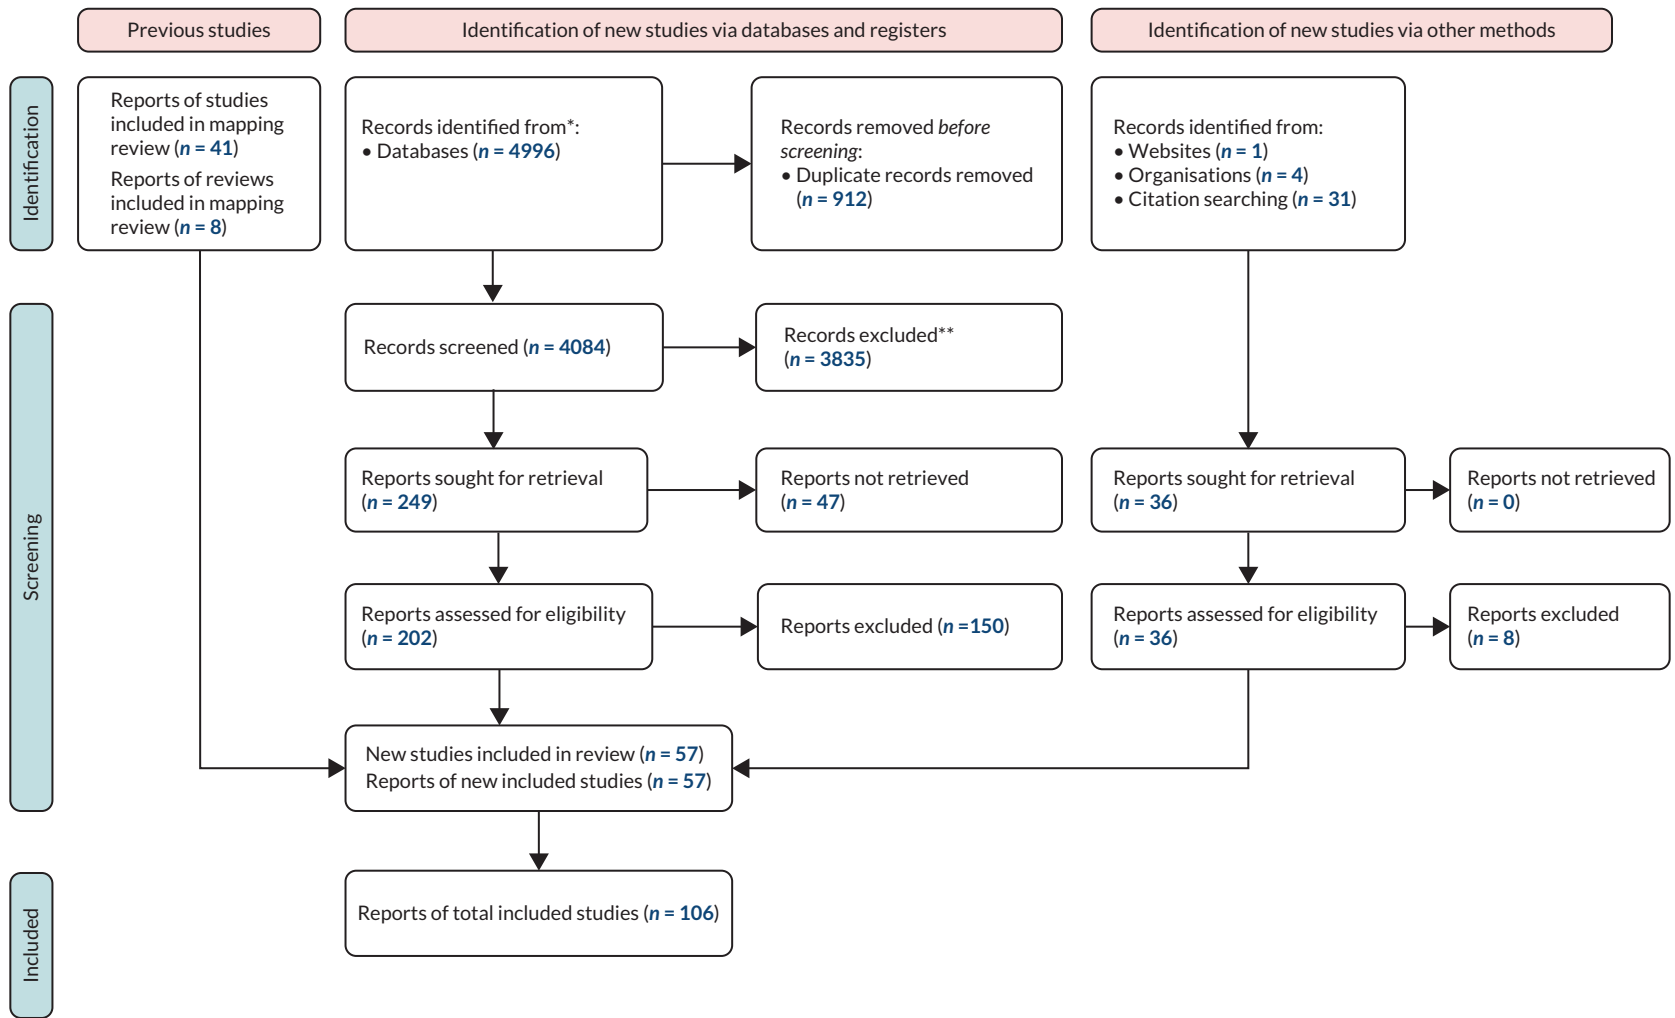 Previous studies
Identification of new studies via databases and registers
Identification of new studies via other methods
Identification
Reports of studies
included in mapping
review (n = 41)
Reports of reviews
included in mapping
review (n = 8)
Records identified from*:
• Databases (n = 4996)
Records removed before
screening:
• Duplicate records removed
(n = 912)
Records identified from:
• Websites (n = 1)
• Organisations (n = 4)
• Citation searching (n = 31)
Screening
Records screened (n = 4084)
Records excluded**
(n = 3835)
Reports sought for retrieval
(n = 249)
Reports not retrieved
(n = 47)
Reports sought for retrieval
(n = 36)
Reports not retrieved
(n = 0)
Reports assessed for eligibility
(n = 202)
Reports excluded (n =150)
Reports assessed for eligibility
(n = 36)
Reports excluded
(n = 8)
New studies included in review (n = 57)
Reports of new included studies (n = 57)
Included
Reports of total included studies (n = 106)